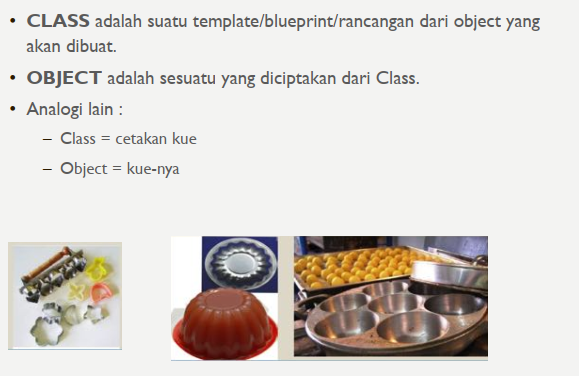 • CLASS adalah suatu template/blueprint/rancangan dari object yang
akan dibuat.
• OBJECT adalah sesuatu yang diciptakan dari Class.
• Analogi lain :
– Class = cetakan kue
– Object = kue-nya